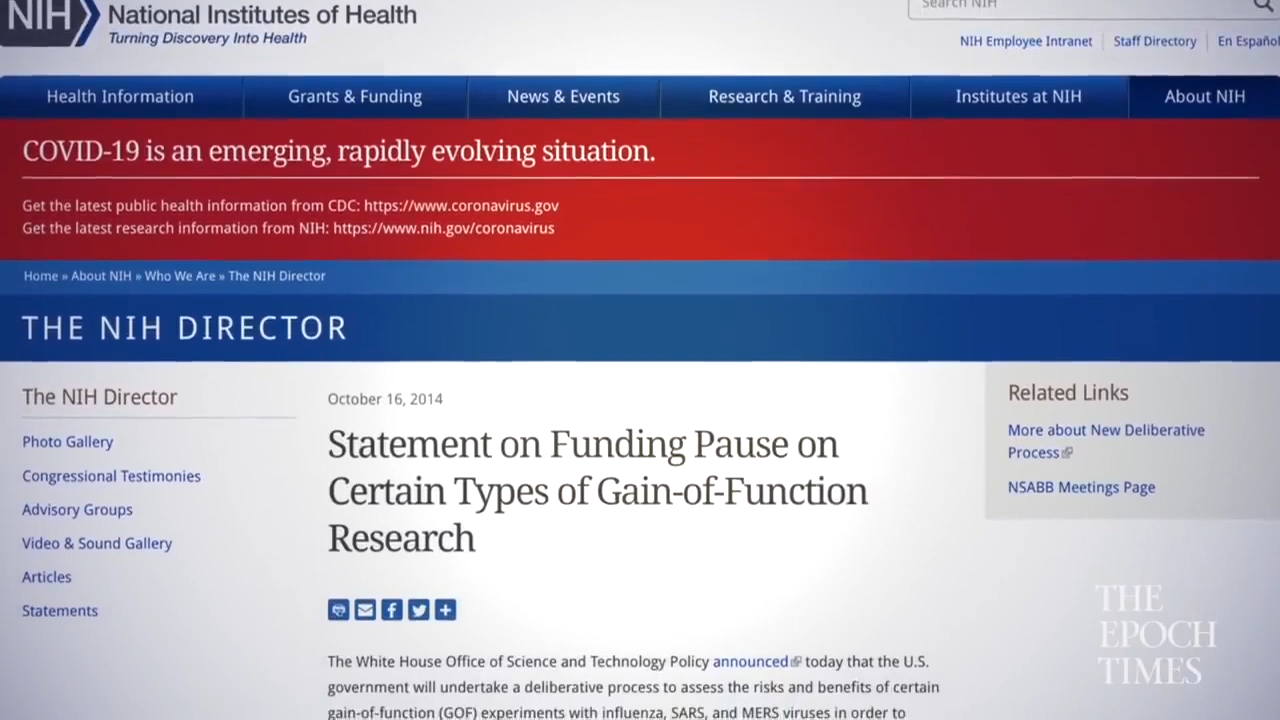 NIH
National Institutes of Health
Turning Discovery Into Health
Search NIH
NIH Employee Intranet
Staff Directory
En Español
Health Information
Grants & Funding
News & Events
Research & Training
Institutes at NIH
About NIH
COVID-19 is an emerging, rapidly evolving situation.
Get the latest public health information from CDC: https://www.coronavirus.gov
Get the latest research information from NIH: https://www.nih.gov/coronavirus
Home » About NIH » Who We Are » The NIH Director
THE NIH DIRECTOR
The NIH Director
Photo Gallery
Congressional Testimonies
Advisory Groups
Video & Sound Gallery
Articles
Statements
October 16, 2014
Statement on Funding Pause on
Certain Types of Gain-of-Function
Research
The White House Office of Science and Technology Policy announced today that the U.S.
government will undertake a deliberative process to assess the risks and benefits of certain
gain-of-function (GOF) experiments with influenza, SARS, and MERS viruses in order to
Related Links
More about New Deliberative
Process
NSABB Meetings Page
THE
EPOCH
TIMES